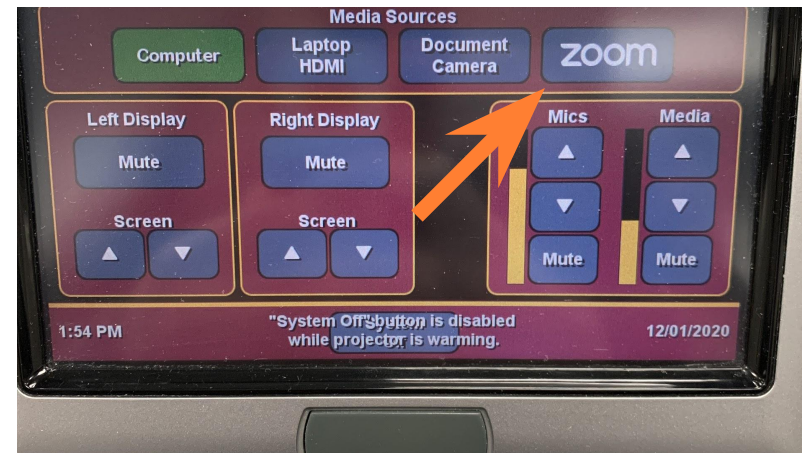 Media Sources
Computer
Laptop
HDMI
Document
Camera
zoom
Left Display
Mute
Screen
Right Display
Mute
Screen
Mics
Mute
Media
Mute
1:54 PM
"System Off" button is disabled
while projector is warming.
System
12/01/2020